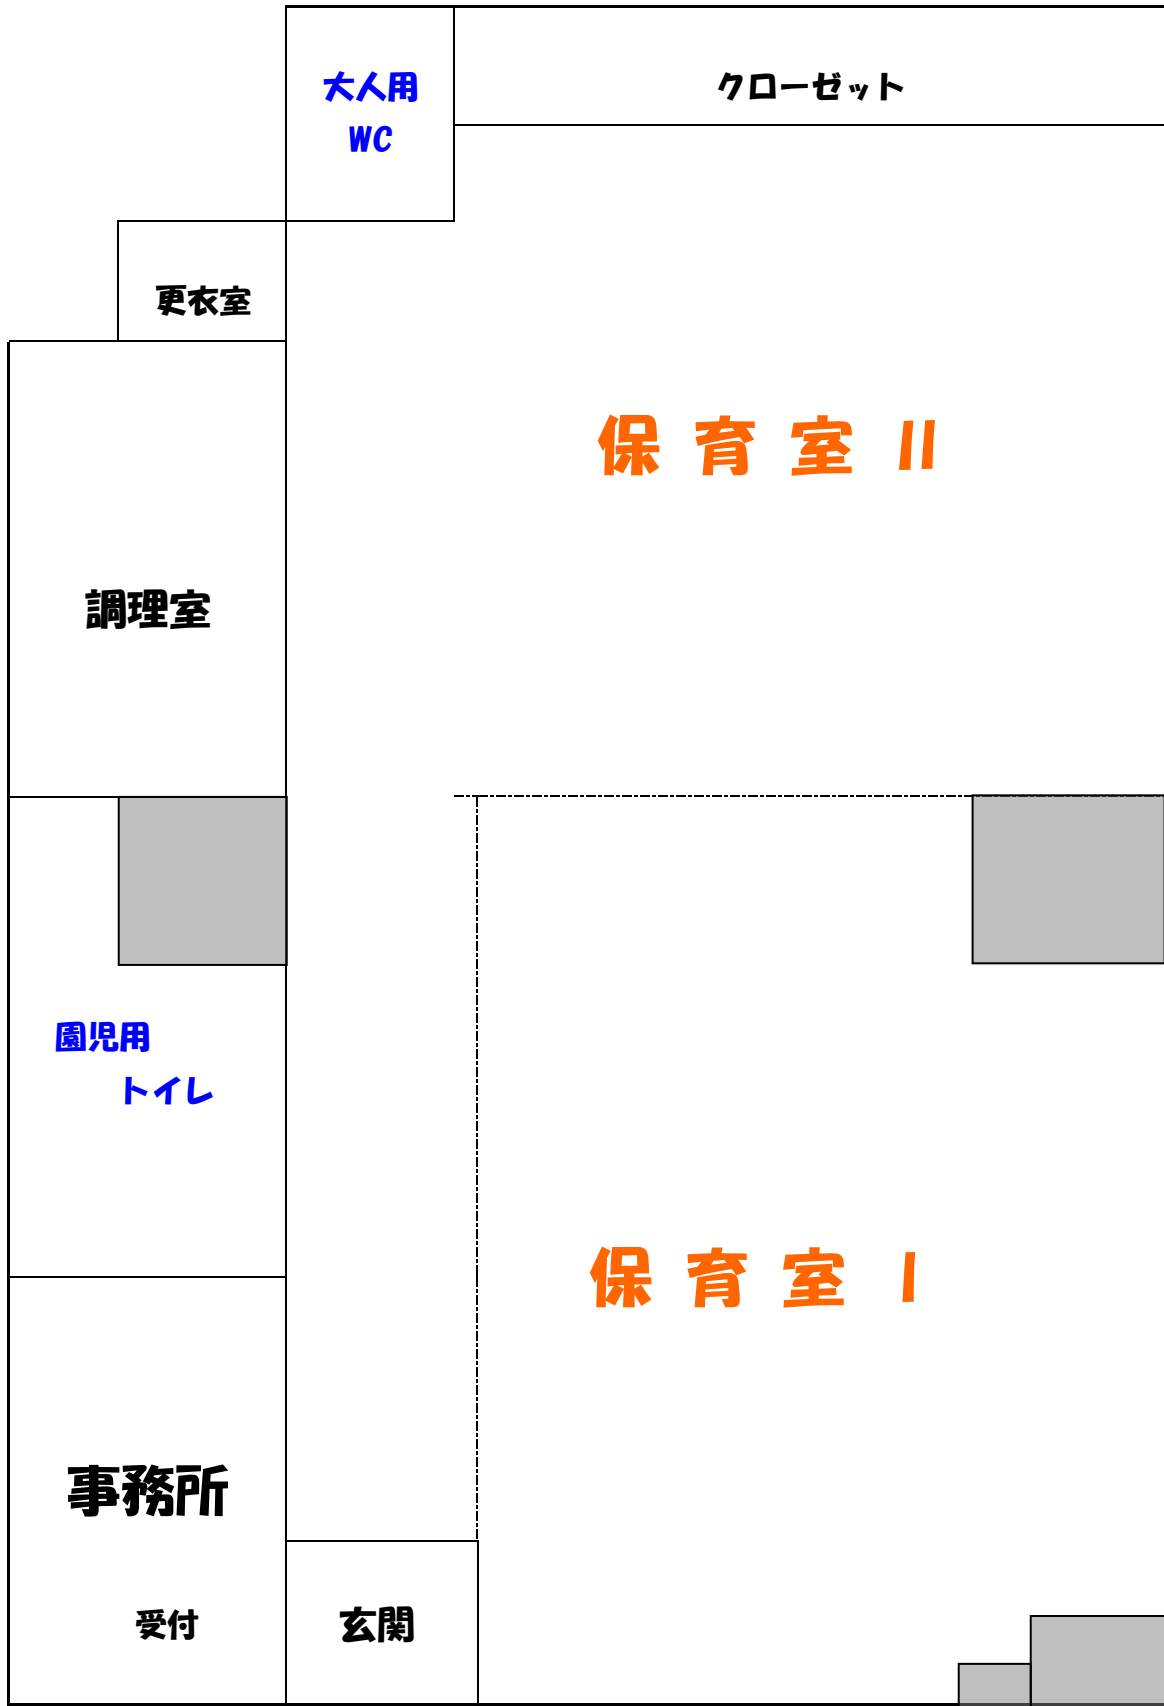 大人用
WC
クローゼット
更衣室
保育室 II
調理室
園児用
トイレ
保育室 I
事務所
受付
玄関